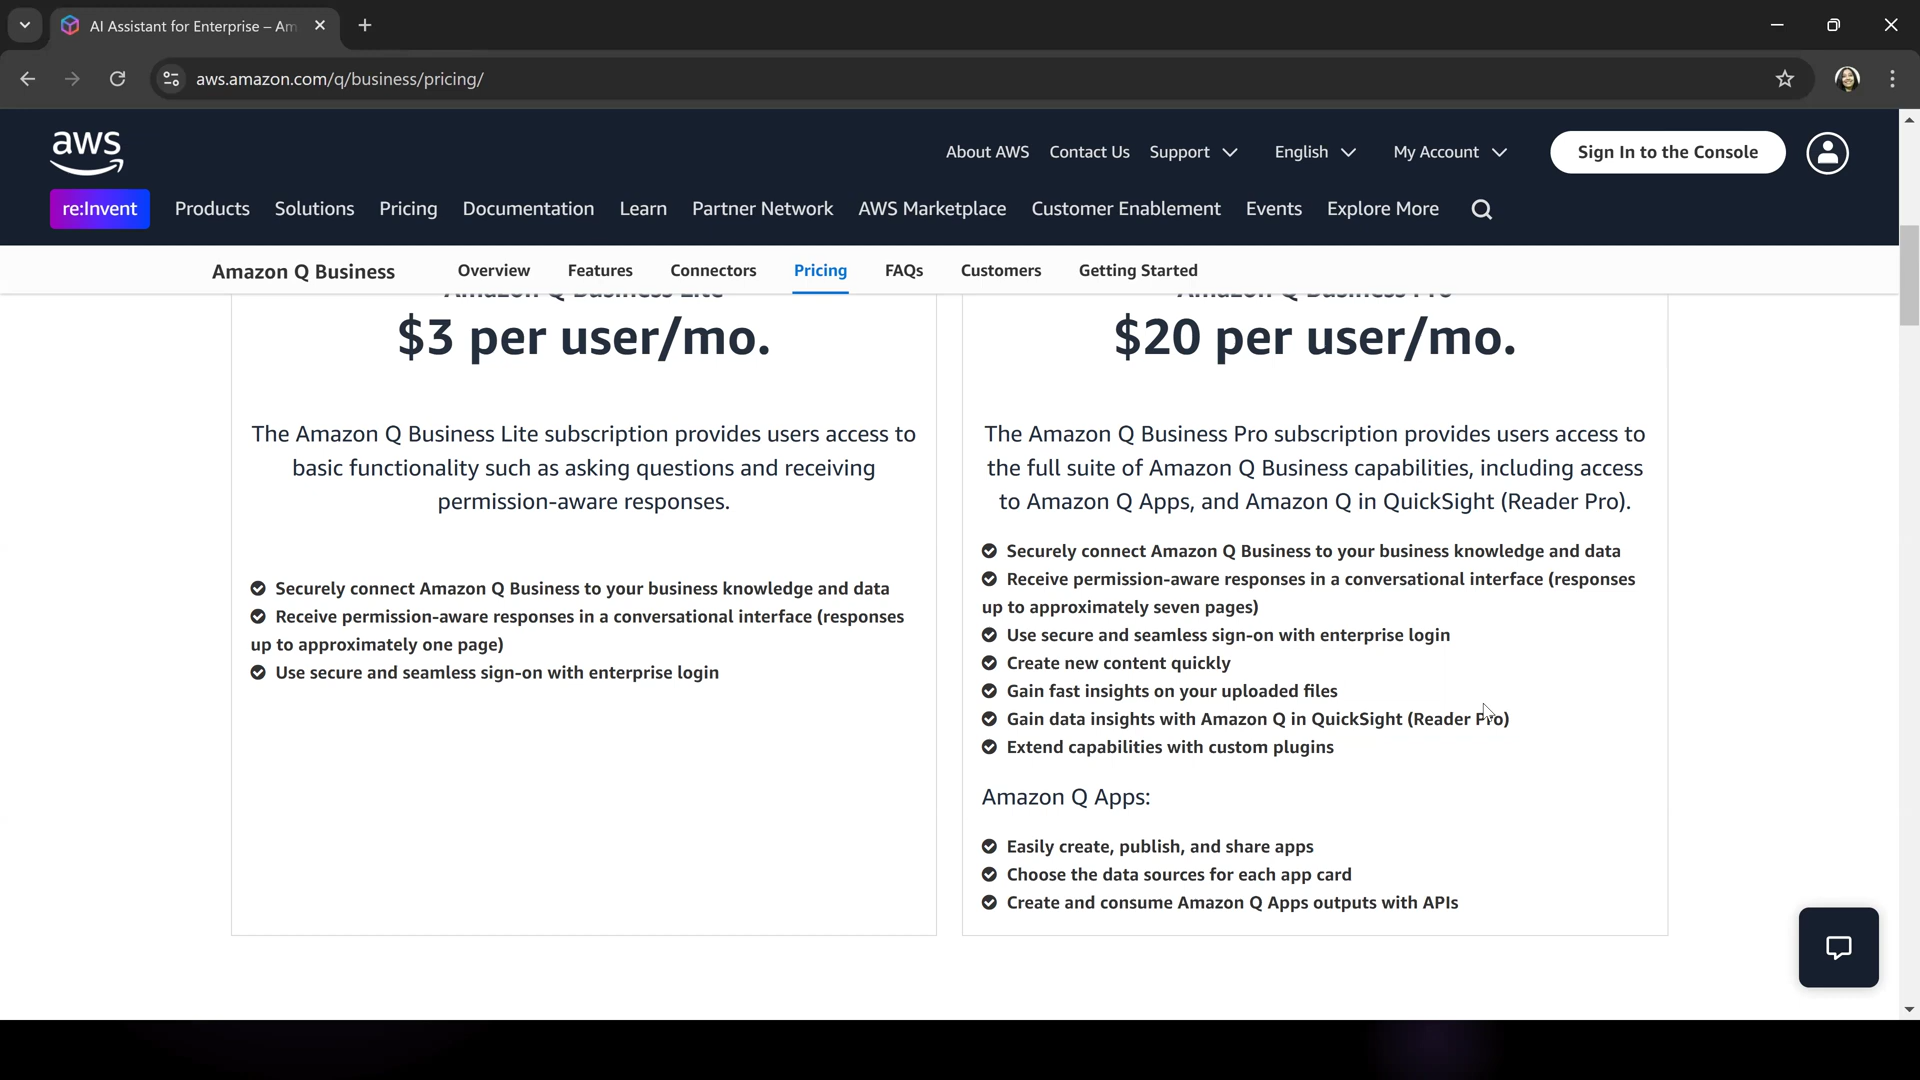 AI Assistant for Enterprise – Am
aws.amazon.com/q/business/pricing/
aws
About AWS
Contact Us
Support
English
My Account
Sign In to the Console
re:Invent
Products
Solutions
Pricing
Documentation
Learn
Partner Network
AWS Marketplace
Customer Enablement
Events
Explore More
Amazon Q Business
Overview
Features
Connectors
Pricing
FAQs
Customers
Getting Started
Amazon Q Business Lite
$3 per user/mo.
The Amazon Q Business Lite subscription provides users access to
basic functionality such as asking questions and receiving
permission-aware responses.
Securely connect Amazon Q Business to your business knowledge and data
Receive permission-aware responses in a conversational interface (responses
up to approximately one page)
Use secure and seamless sign-on with enterprise login
Amazon Q Business Pro
$20 per user/mo.
The Amazon Q Business Pro subscription provides users access to
the full suite of Amazon Q Business capabilities, including access
to Amazon Q Apps, and Amazon Q in QuickSight (Reader Pro).
Securely connect Amazon Q Business to your business knowledge and data
Receive permission-aware responses in a conversational interface (responses
up to approximately seven pages)
Use secure and seamless sign-on with enterprise login
Create new content quickly
Gain fast insights on your uploaded files
Gain data insights with Amazon Q in QuickSight (Reader Pro)
Extend capabilities with custom plugins
Amazon Q Apps:
Easily create, publish, and share apps
Choose the data sources for each app card
Create and consume Amazon Q Apps outputs with APIs